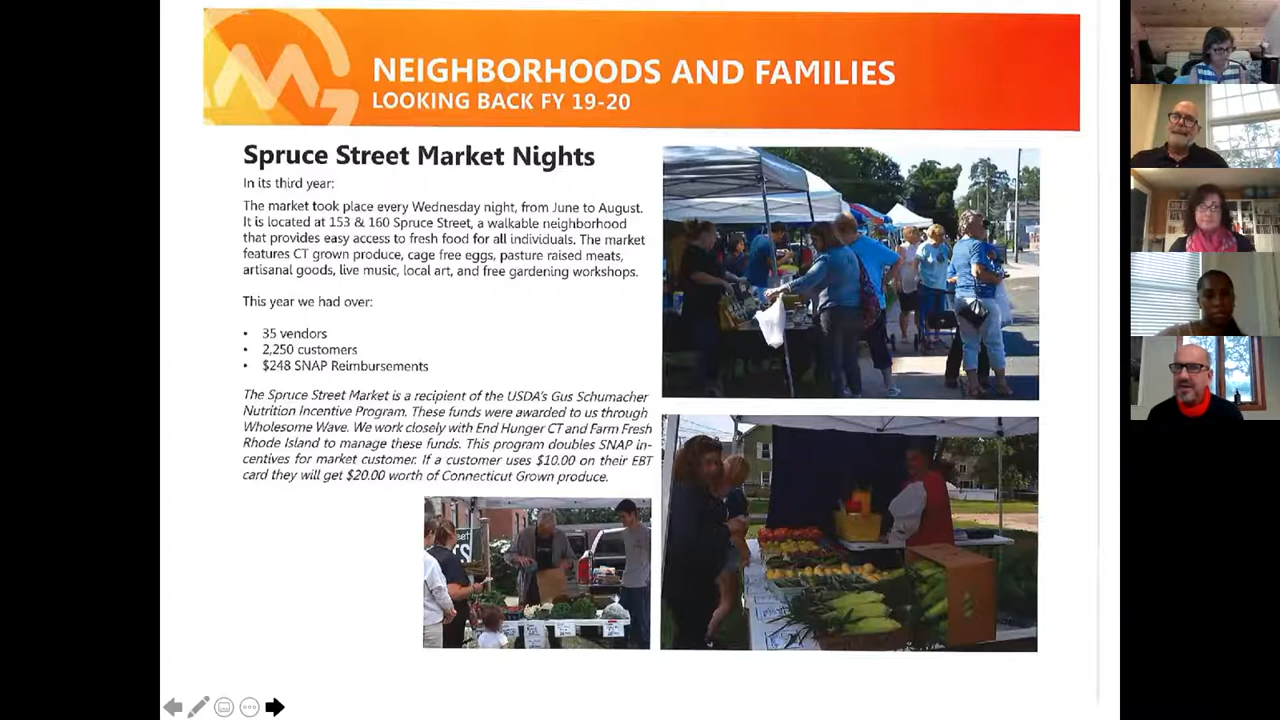 NEIGHBORHOODS AND FAMILIES
LOOKING BACK FY 19-20
Spruce Street Market Nights
In its third year:
The market took place every Wednesday night, from June to August.
It is located at 153 & 160 Spruce Street, a walkable neighborhood
that provides easy access to fresh food for all individuals. The market
features CT grown produce, cage free eggs, pasture raised meats,
artisanal goods, live music, local art, and free gardening workshops.
This year we had over:
• 35 vendors
• 2,250 customers
• $248 SNAP Reimbursements
The Spruce Street Market is a recipient of the USDA's Gus Schumacher
Nutrition Incentive Program. These funds were awarded to us through
Wholesome Wave. We work closely with End Hunger CT and Farm Fresh
Rhode Island to manage these funds. This program doubles SNAP in-
centives for market customer. If a customer uses $10.00 on their EBT
card they will get $20.00 worth of Connecticut Grown produce.